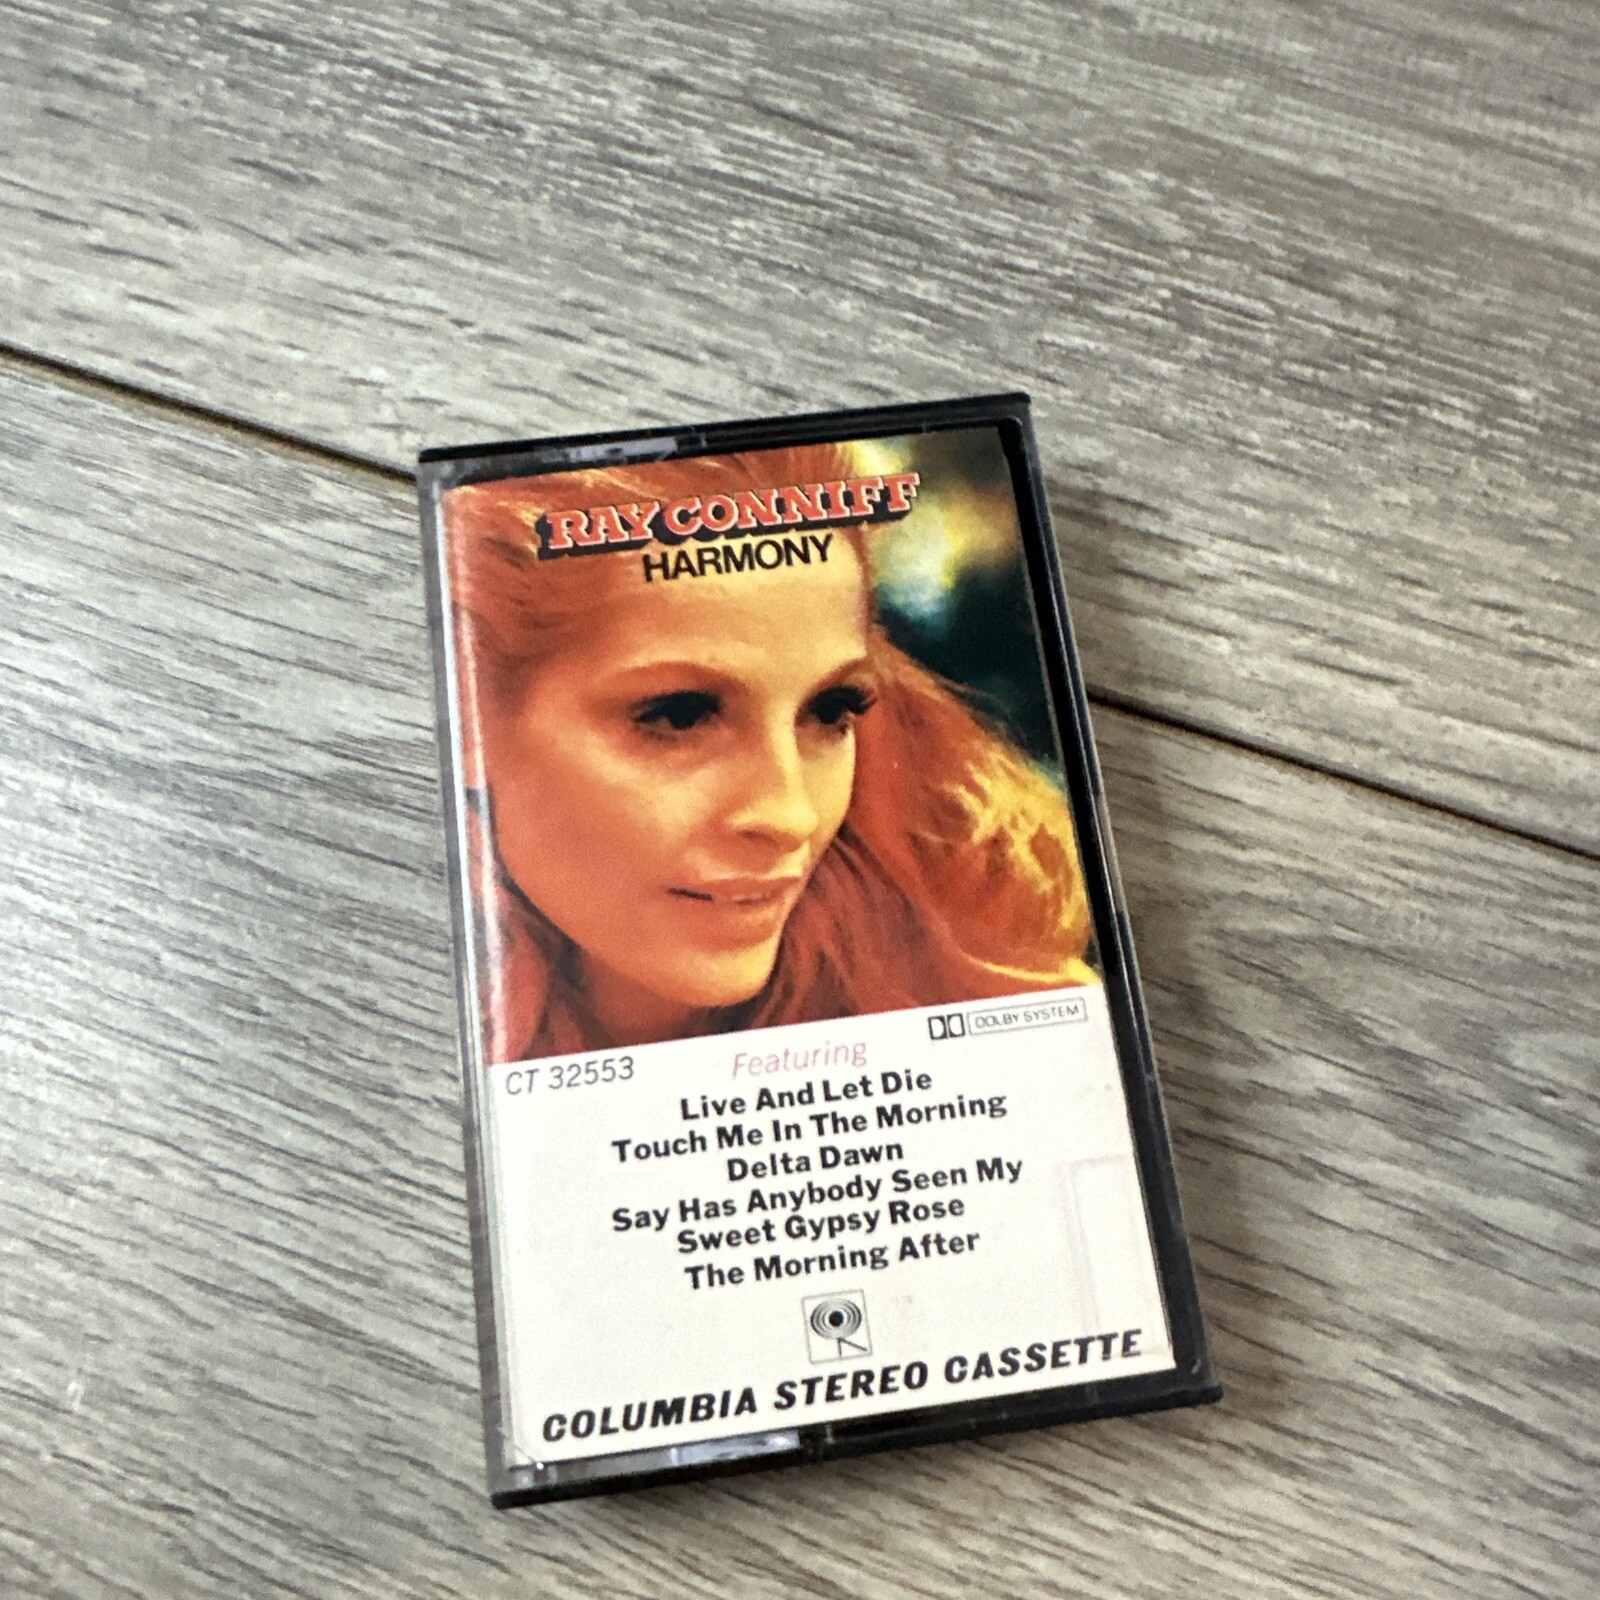 RAY CONNIFF
HARMONY
DOLBY SYSTEM
CT 32553
Featuring
Live And Let Die
Touch Me In The Morning
Delta Dawn
Say Has Anybody Seen My
Sweet Gypsy Rose
The Morning After
COLUMBIA STEREO CASSETTE